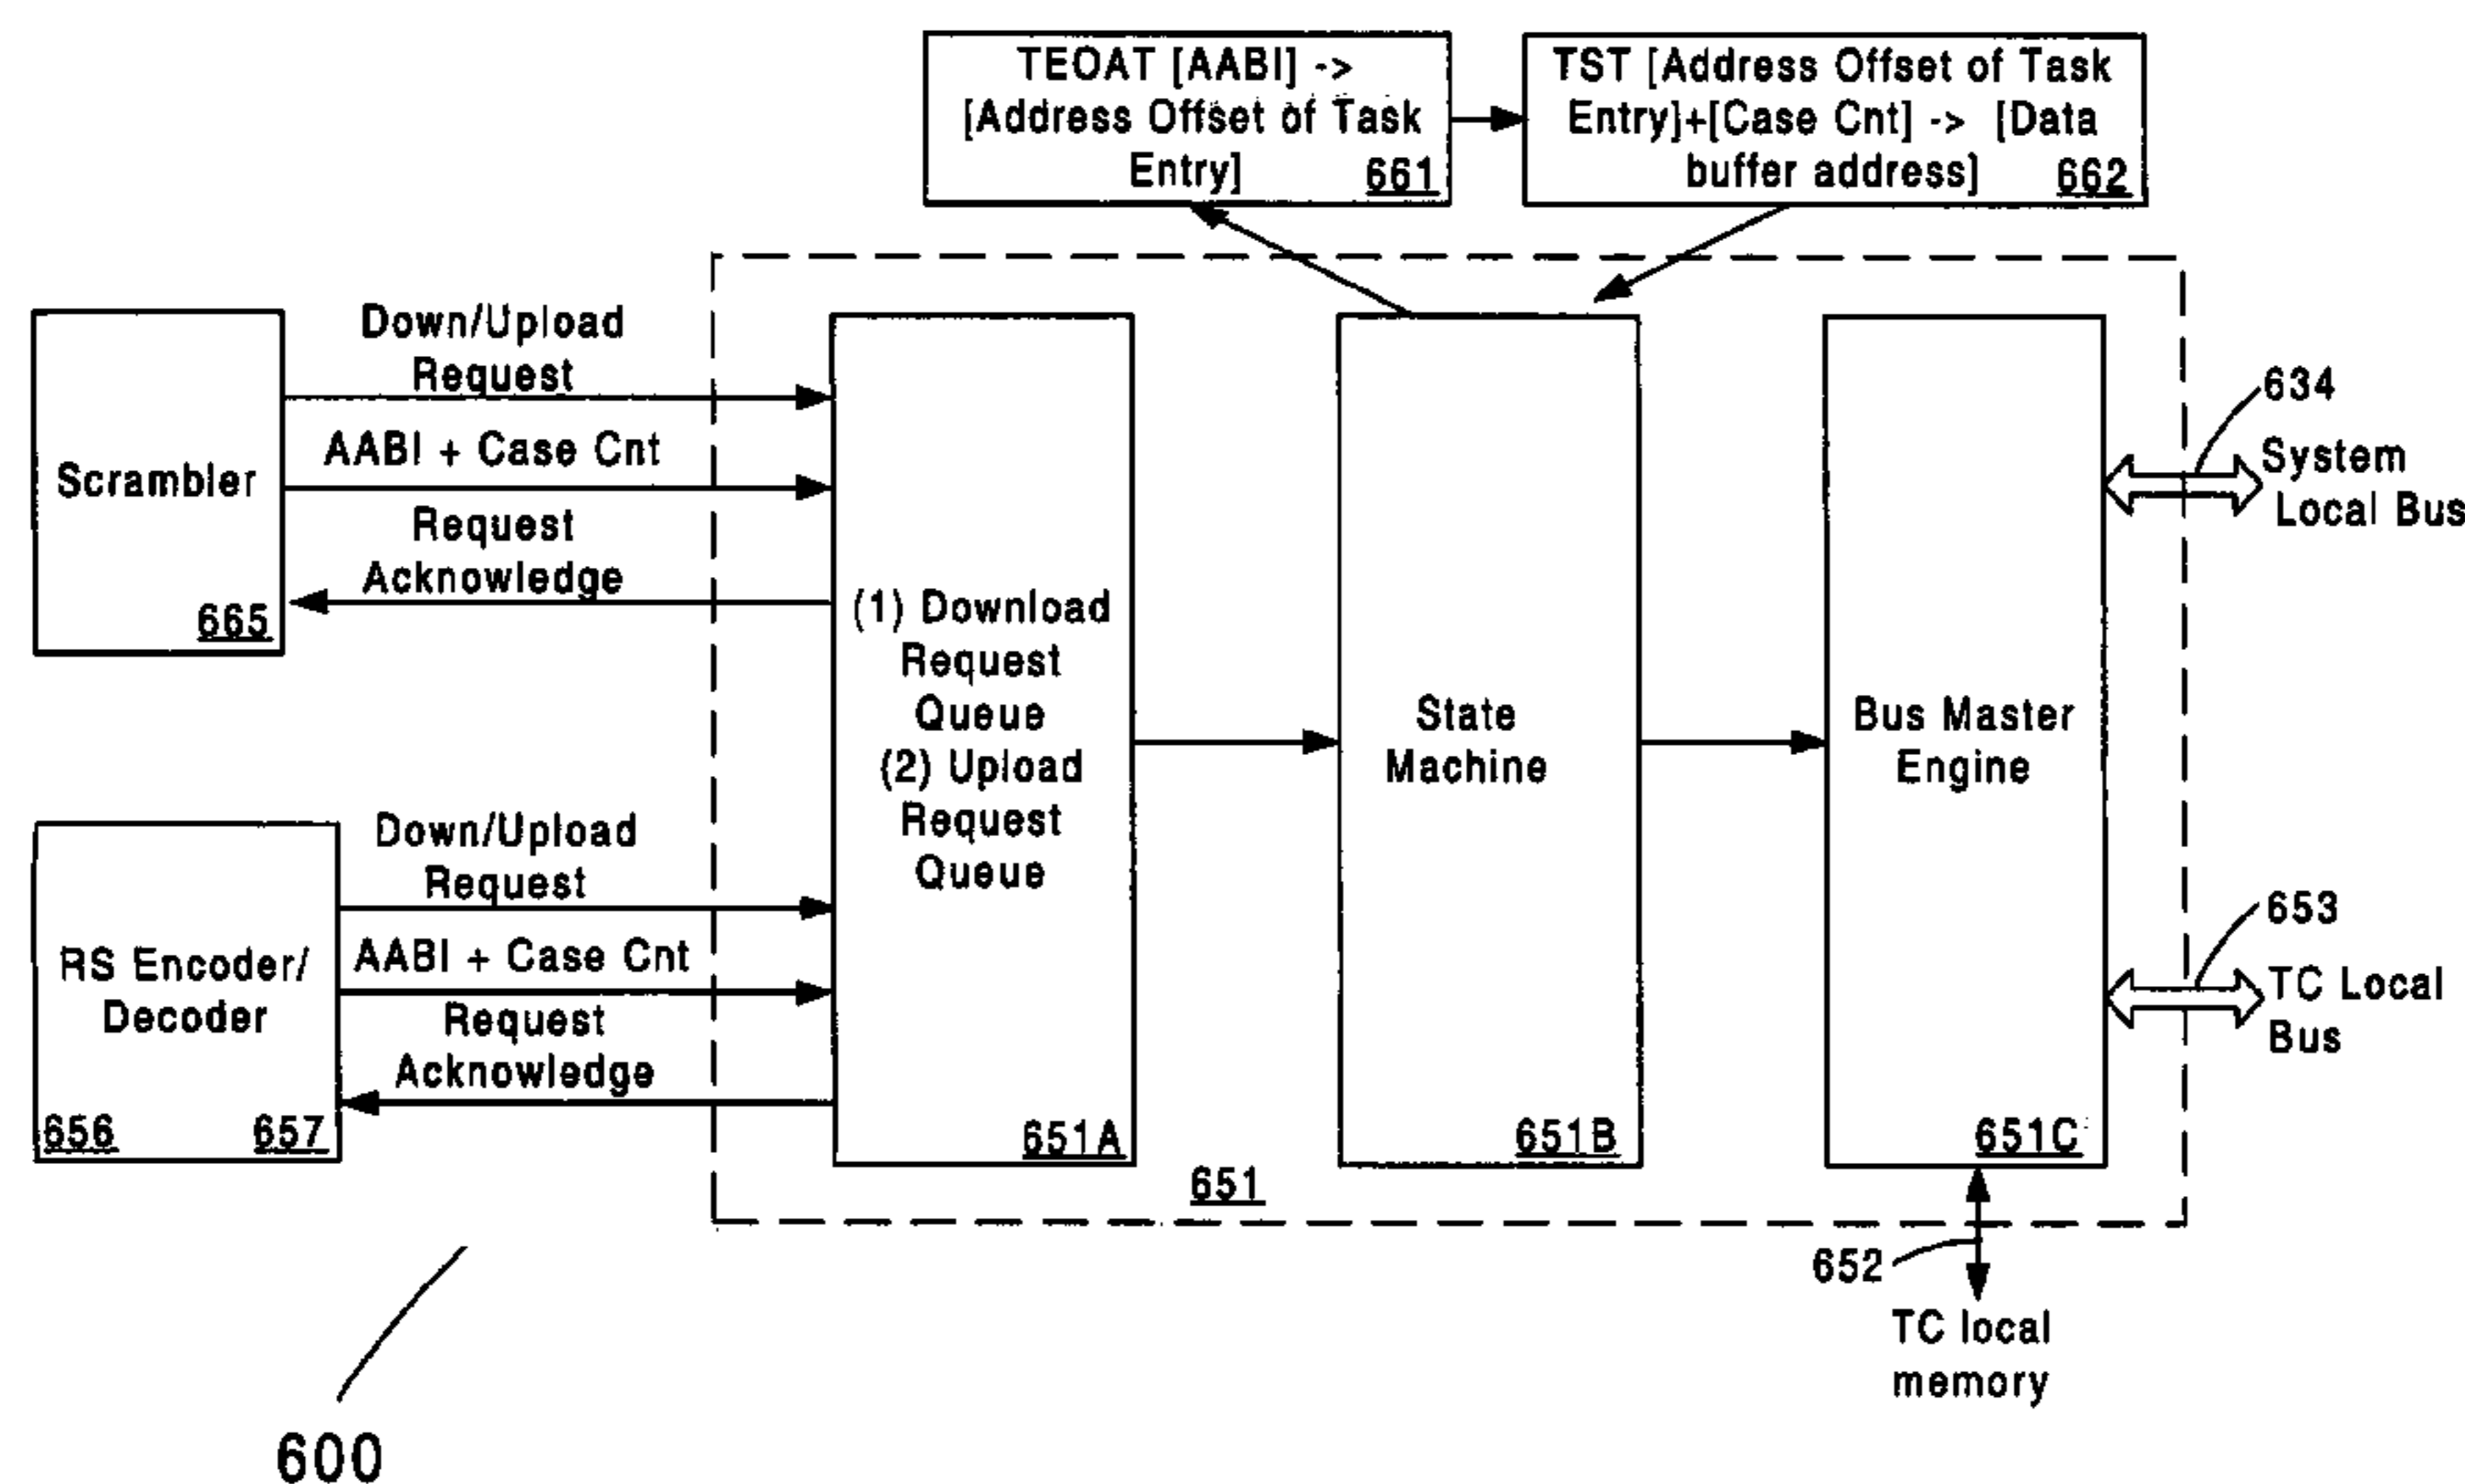 TEOAT [AABI] ->
[Address Offset of Task
Entry]
661
TST [Address Offset of Task
Entry]+[Case Cnt] -> [Data
buffer address]
662
Down/Upload
Request
AABI + Case Cnt
Request
Acknowledge
Scrambler
665
634
System
Local Bus
(1) Download
Request
Queue
(2) Upload
Request
Queue
651A
State
Machine
651B
Bus Master
Engine
651C
Down/Upload
Request
AABI + Case Cnt
Request
Acknowledge
RS Encoder/
Decoder
656
657
653
TC Local
Bus
651
652
TC local
memory
600